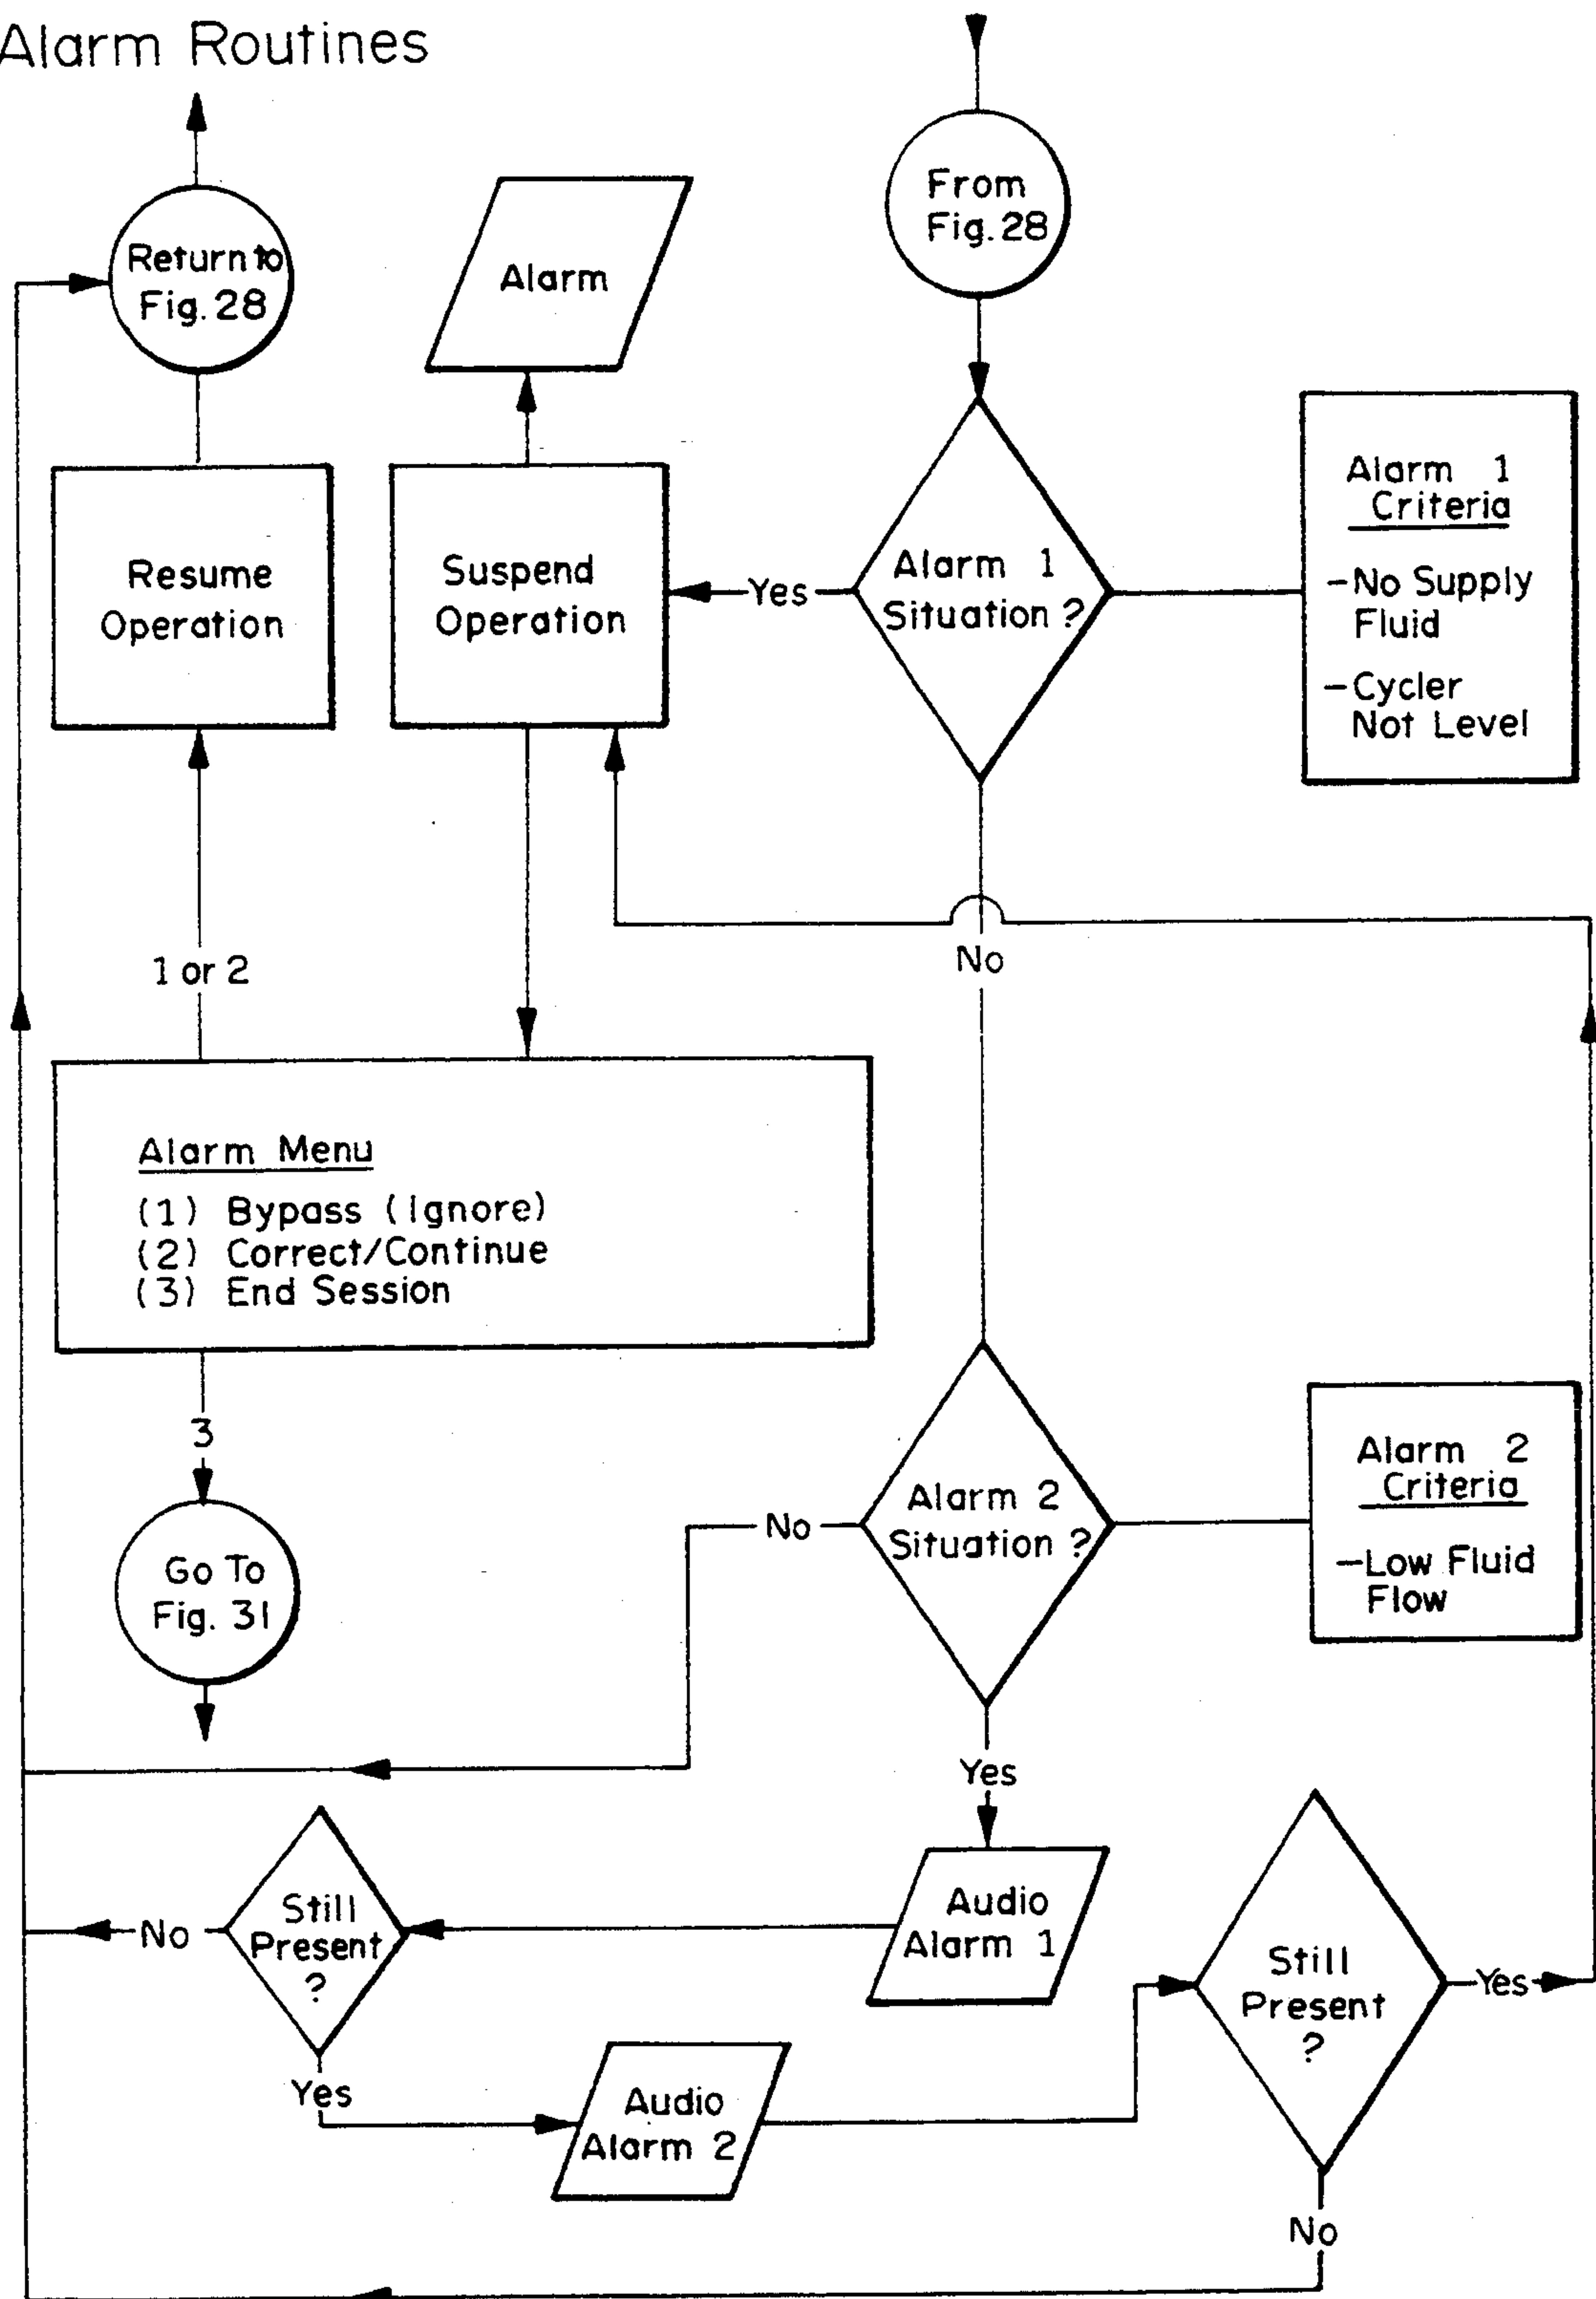 Alarm Routines
From
Fig. 28
Return to
Fig. 28
Alarm
Resume
Operation
Suspend
Operation
Yes
Alarm 1
Situation ?
Alarm 1
Criteria
-No Supply
Fluid
-Cycler
Not Level
No
1 or 2
Alarm Menu
(1) Bypass (Ignore)
(2) Correct/Continue
(3) End Session
3
Go To
Fig. 31
No
Alarm 2
Situation ?
Alarm 2
Criteria
-Low Fluid
Flow
Yes
Audio
Alarm 1
Still
Present
?
No
Yes
Audio
Alarm 2
Still
Present
?
Yes
No